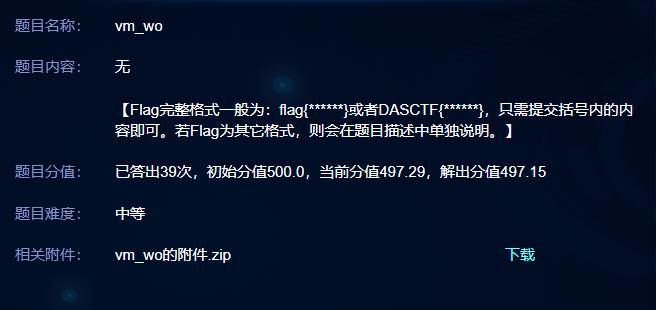 题目名称： vm_wo
题目内容： 无
【Flag完整格式一般为：flag{******}或者DASCTF{******}，只需提交括号内的内
容即可。若Flag为其它格式，则会在题目描述中单独说明。】
题目分值： 已答出39次，初始分值500.0，当前分值497.29，解出分值497.15
题目难度： 中等
相关附件： vm_wo的附件.zip 下载